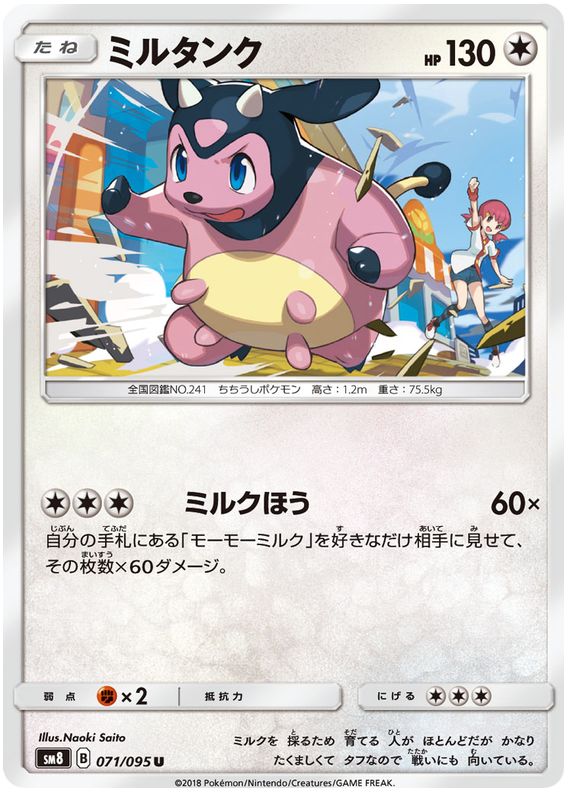 たね ミルタンク HP 130
全国図鑑NO.241 ちちうしポケモン 高さ:1.2m 重さ:75.5kg
ミルクほう 60×
自分の手札にある「モーモーミルク」を好きなだけ相手に見せて、
その枚数×60ダメージ。
弱点 ×2 抵抗力 にげる
Illus.Naoki Saito
SM8 B 071/095 U
ミルクを 採るため 育てる 人が ほとんどだが かなり
たくましくて タフなので 戦いにも 向いている。
©2018 Pokémon/Nintendo/Creatures/GAME FREAK.